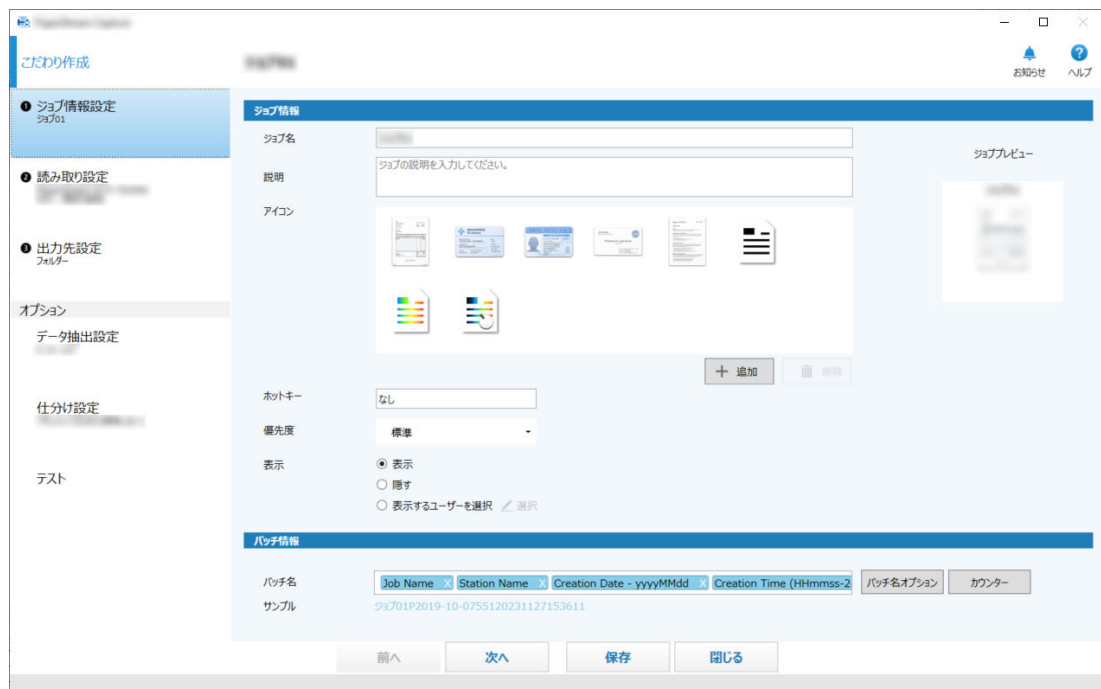 こだわり作成
お知らせ
ヘルプ
❶ ジョブ情報設定
ジョブ01
❷ 読み取り設定
❸ 出力先設定
フォルダー
オプション
データ抽出設定
仕分け設定
テスト
ジョブ情報
ジョブ名
説明
ジョブの説明を入力してください。
アイコン
ジョブプレビュー
追加
削除
ホットキー
なし
優先度
標準
表示
表示
隠す
表示するユーザーを選択 選択
バッチ情報
バッチ名
Job Name X Station Name X Creation Date - yyyyMMdd X Creation Time (HHmmss-2
バッチ名オプション
カウンター
サンプル
ジョブ01P2019-10-0755120231127153611
前へ
次へ
保存
閉じる